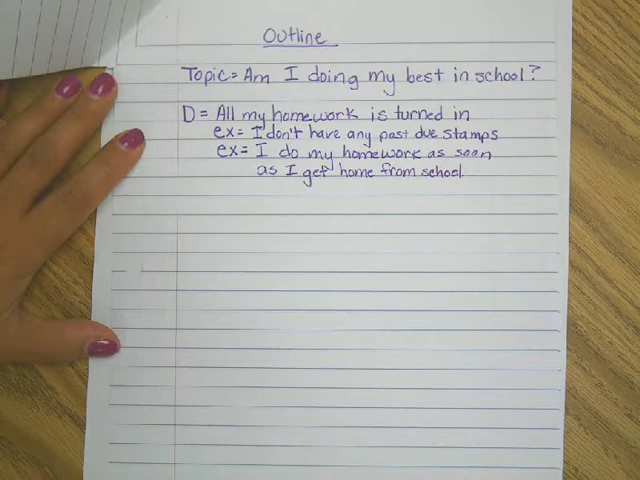 Outline
Topic = Am I doing my best in school?
D = All my homework is turned in
ex = I don't have any past due stamps
ex = I do my homework as soon
as I get home from school.